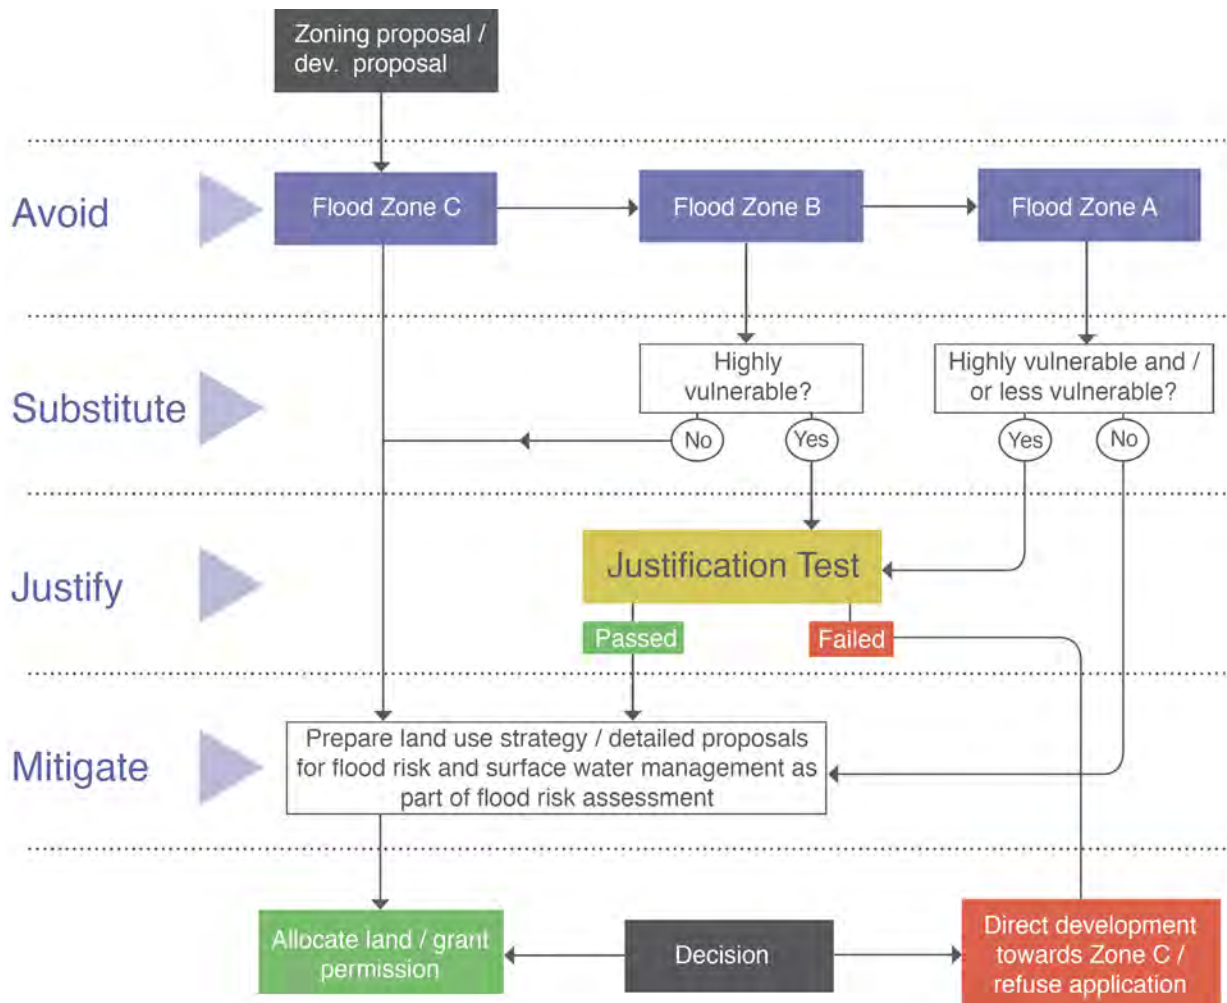 Zoning proposal /
dev. proposal
Avoid
Flood Zone C
Flood Zone B
Flood Zone A
Substitute
Highly
vulnerable?
Highly vulnerable and /
or less vulnerable?
No
Yes
Yes
No
Justify
Justification Test
Passed
Failed
Mitigate
Prepare land use strategy / detailed proposals
for flood risk and surface water management as
part of flood risk assessment
Allocate land / grant
permission
Decision
Direct development
towards Zone C /
refuse application